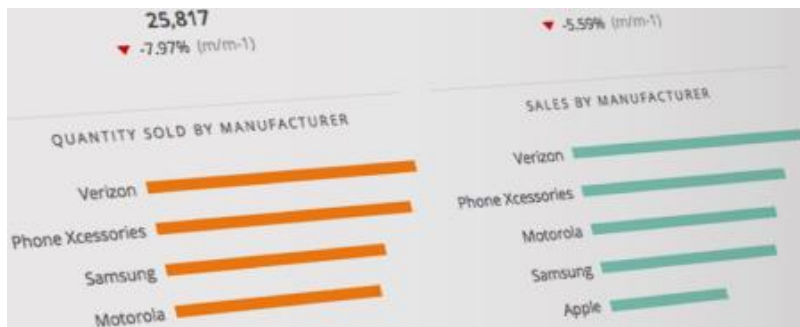 25,817
-7.97% (m/m-1)
QUANTITY SOLD BY MANUFACTURER
Verizon
Phone Xcessories
Samsung
Motorola
-5.59% (m/m-1)
SALES BY MANUFACTURER
Verizon
Phone Xcessories
Motorola
Samsung
Apple